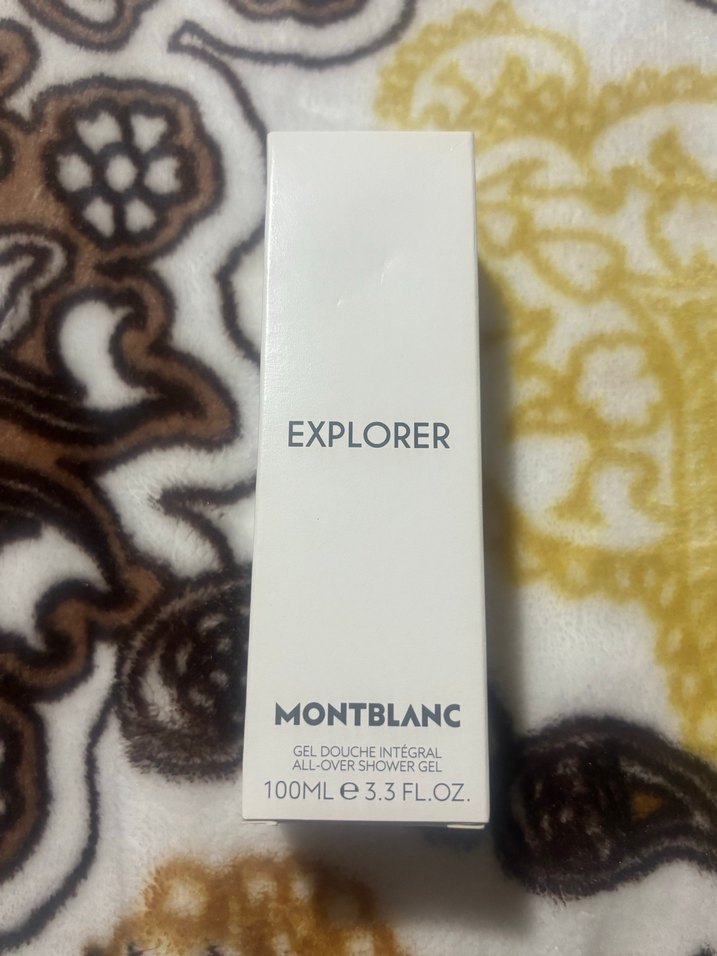 EXPLORER
MONTBLANC
GEL DOUCHE INTÉGRAL
ALL-OVER SHOWER GEL
100ML e 3.3 FL.OZ.